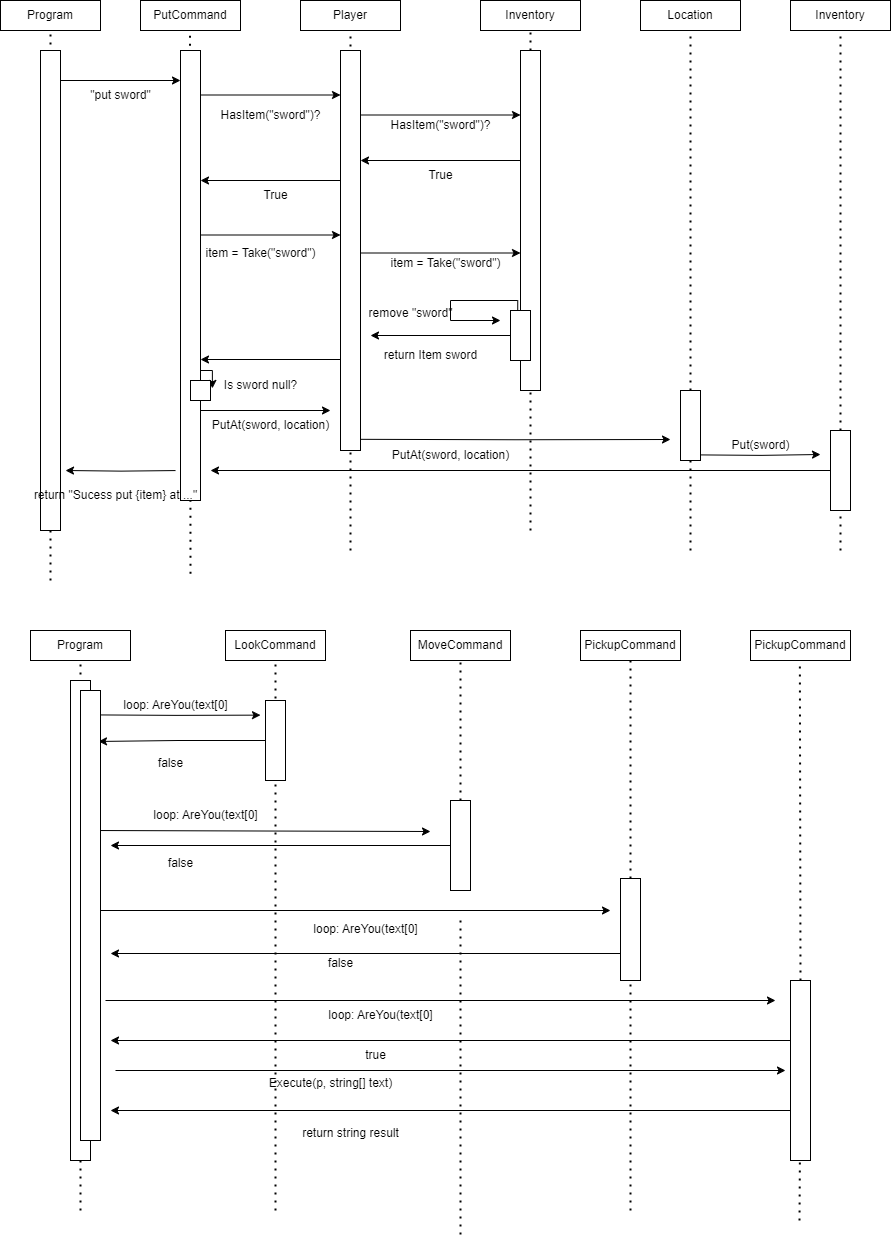 Program
PutCommand
Player
Inventory
Location
Inventory
"put sword"
HasItem("sword")?
HasItem("sword")?
True
True
item = Take("sword")
item = Take("sword")
remove "sword"
return Item sword
Is sword null?
PutAt(sword, location)
PutAt(sword, location)
Put(sword)
return "Sucess put {item} at ..."
Program
LookCommand
MoveCommand
PickupCommand
PickupCommand
loop: AreYou(text[0]
false
loop: AreYou(text[0]
false
loop: AreYou(text[0]
false
loop: AreYou(text[0]
true
Execute(p, string[] text)
return string result